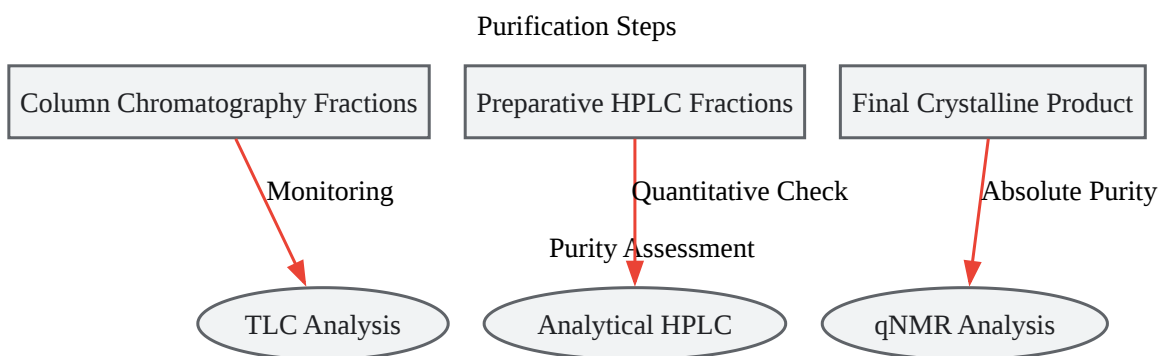 Purification Steps
Column Chromatography Fractions
Preparative HPLC Fractions
Final Crystalline Product
Monitoring
Quantitative Check
Absolute Purity
Purity Assessment
TLC Analysis
Analytical HPLC
qNMR Analysis